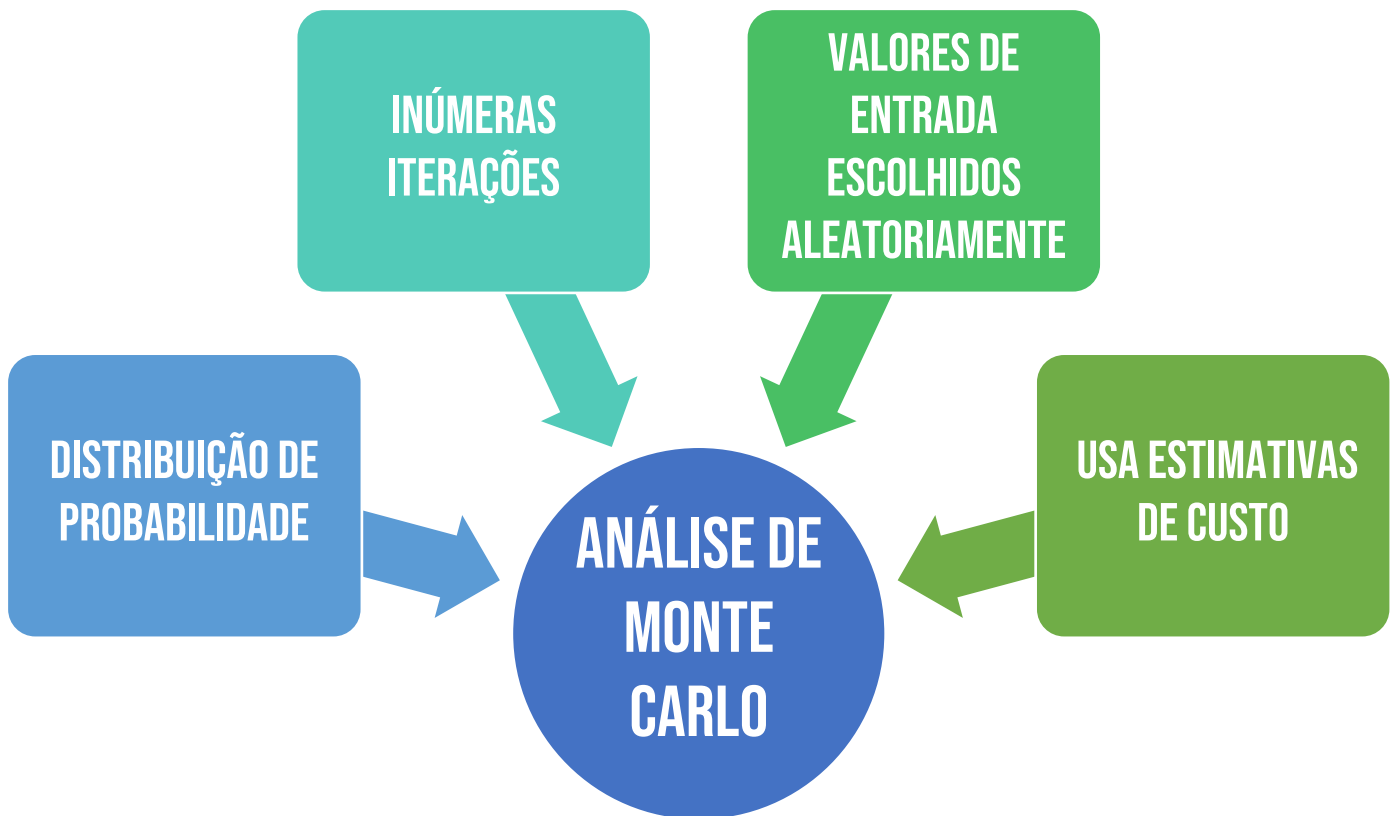 INÚMERAS
ITERAÇÕES
VALORES DE
ENTRADA
ESCOLHIDOS
ALEATORIAMENTE
DISTRIBUIÇÃO DE
PROBABILIDADE
USA ESTIMATIVAS
DE CUSTO
ANÁLISE DE
MONTE
CARLO